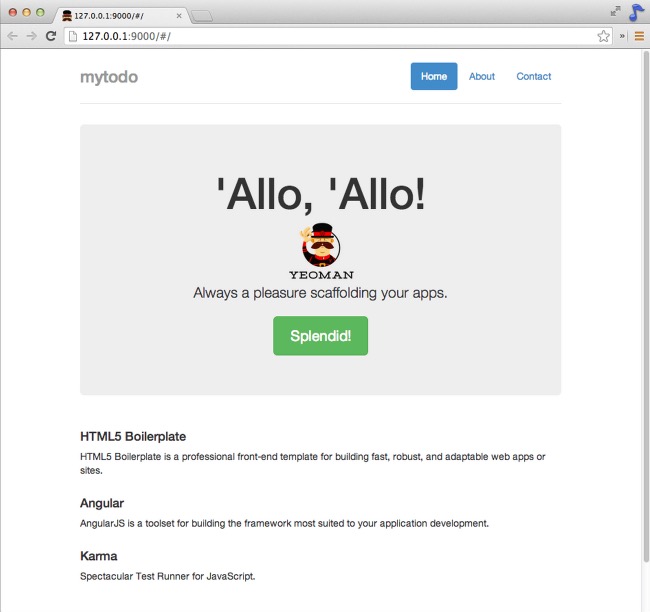 127.0.0.1:9000/#/
127.0.0.1:9000/#/
mytodo
Home About Contact
'Allo, 'Allo!
YEOMAN
Always a pleasure scaffolding your apps.
Splendid!
HTML5 Boilerplate
HTML5 Boilerplate is a professional front-end template for building fast, robust, and adaptable web apps or
sites.
Angular
AngularJS is a toolset for building the framework most suited to your application development.
Karma
Spectacular Test Runner for JavaScript.